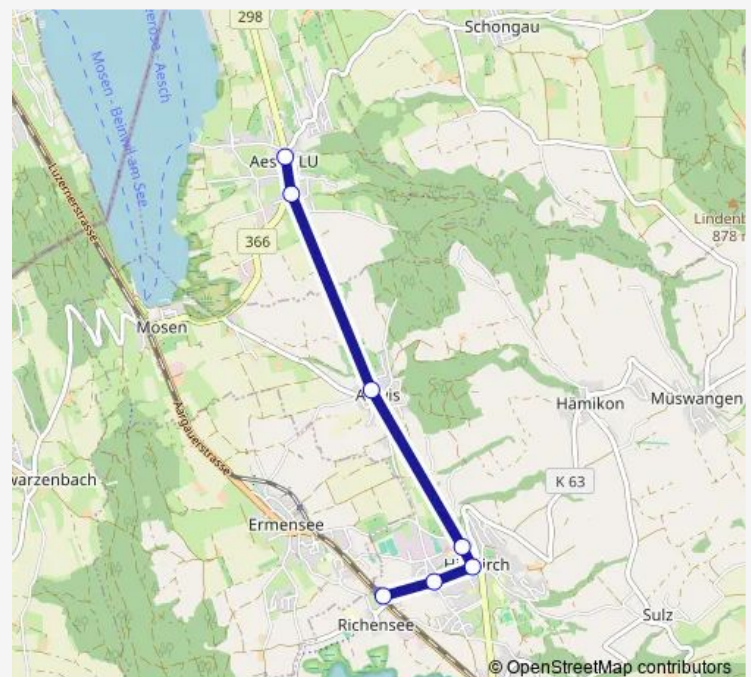 298
Schongau
Aesch
Mosen - Beinwil am See
Luzernerstrasse
LU
Lindenb
878
366
Mosen
Hämikon
Müswangen
K 63
Aargauerstrasse
warzenbach
Ermensee
Richensee
Sulz
© OpenStreetMap contributors